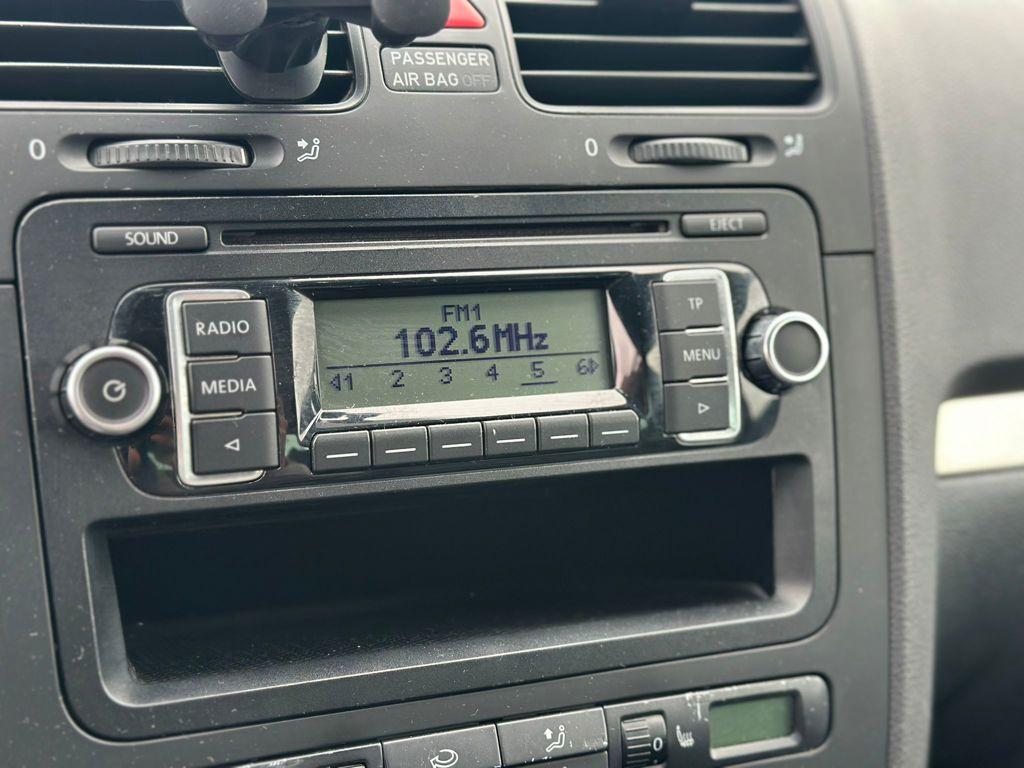 PASSENGER
AIR BAG OFF
0
0
SOUND
EJECT
RADIO
MEDIA
FM1
102.6MHz
1 2 3 4 5 6
TP
MENU
0